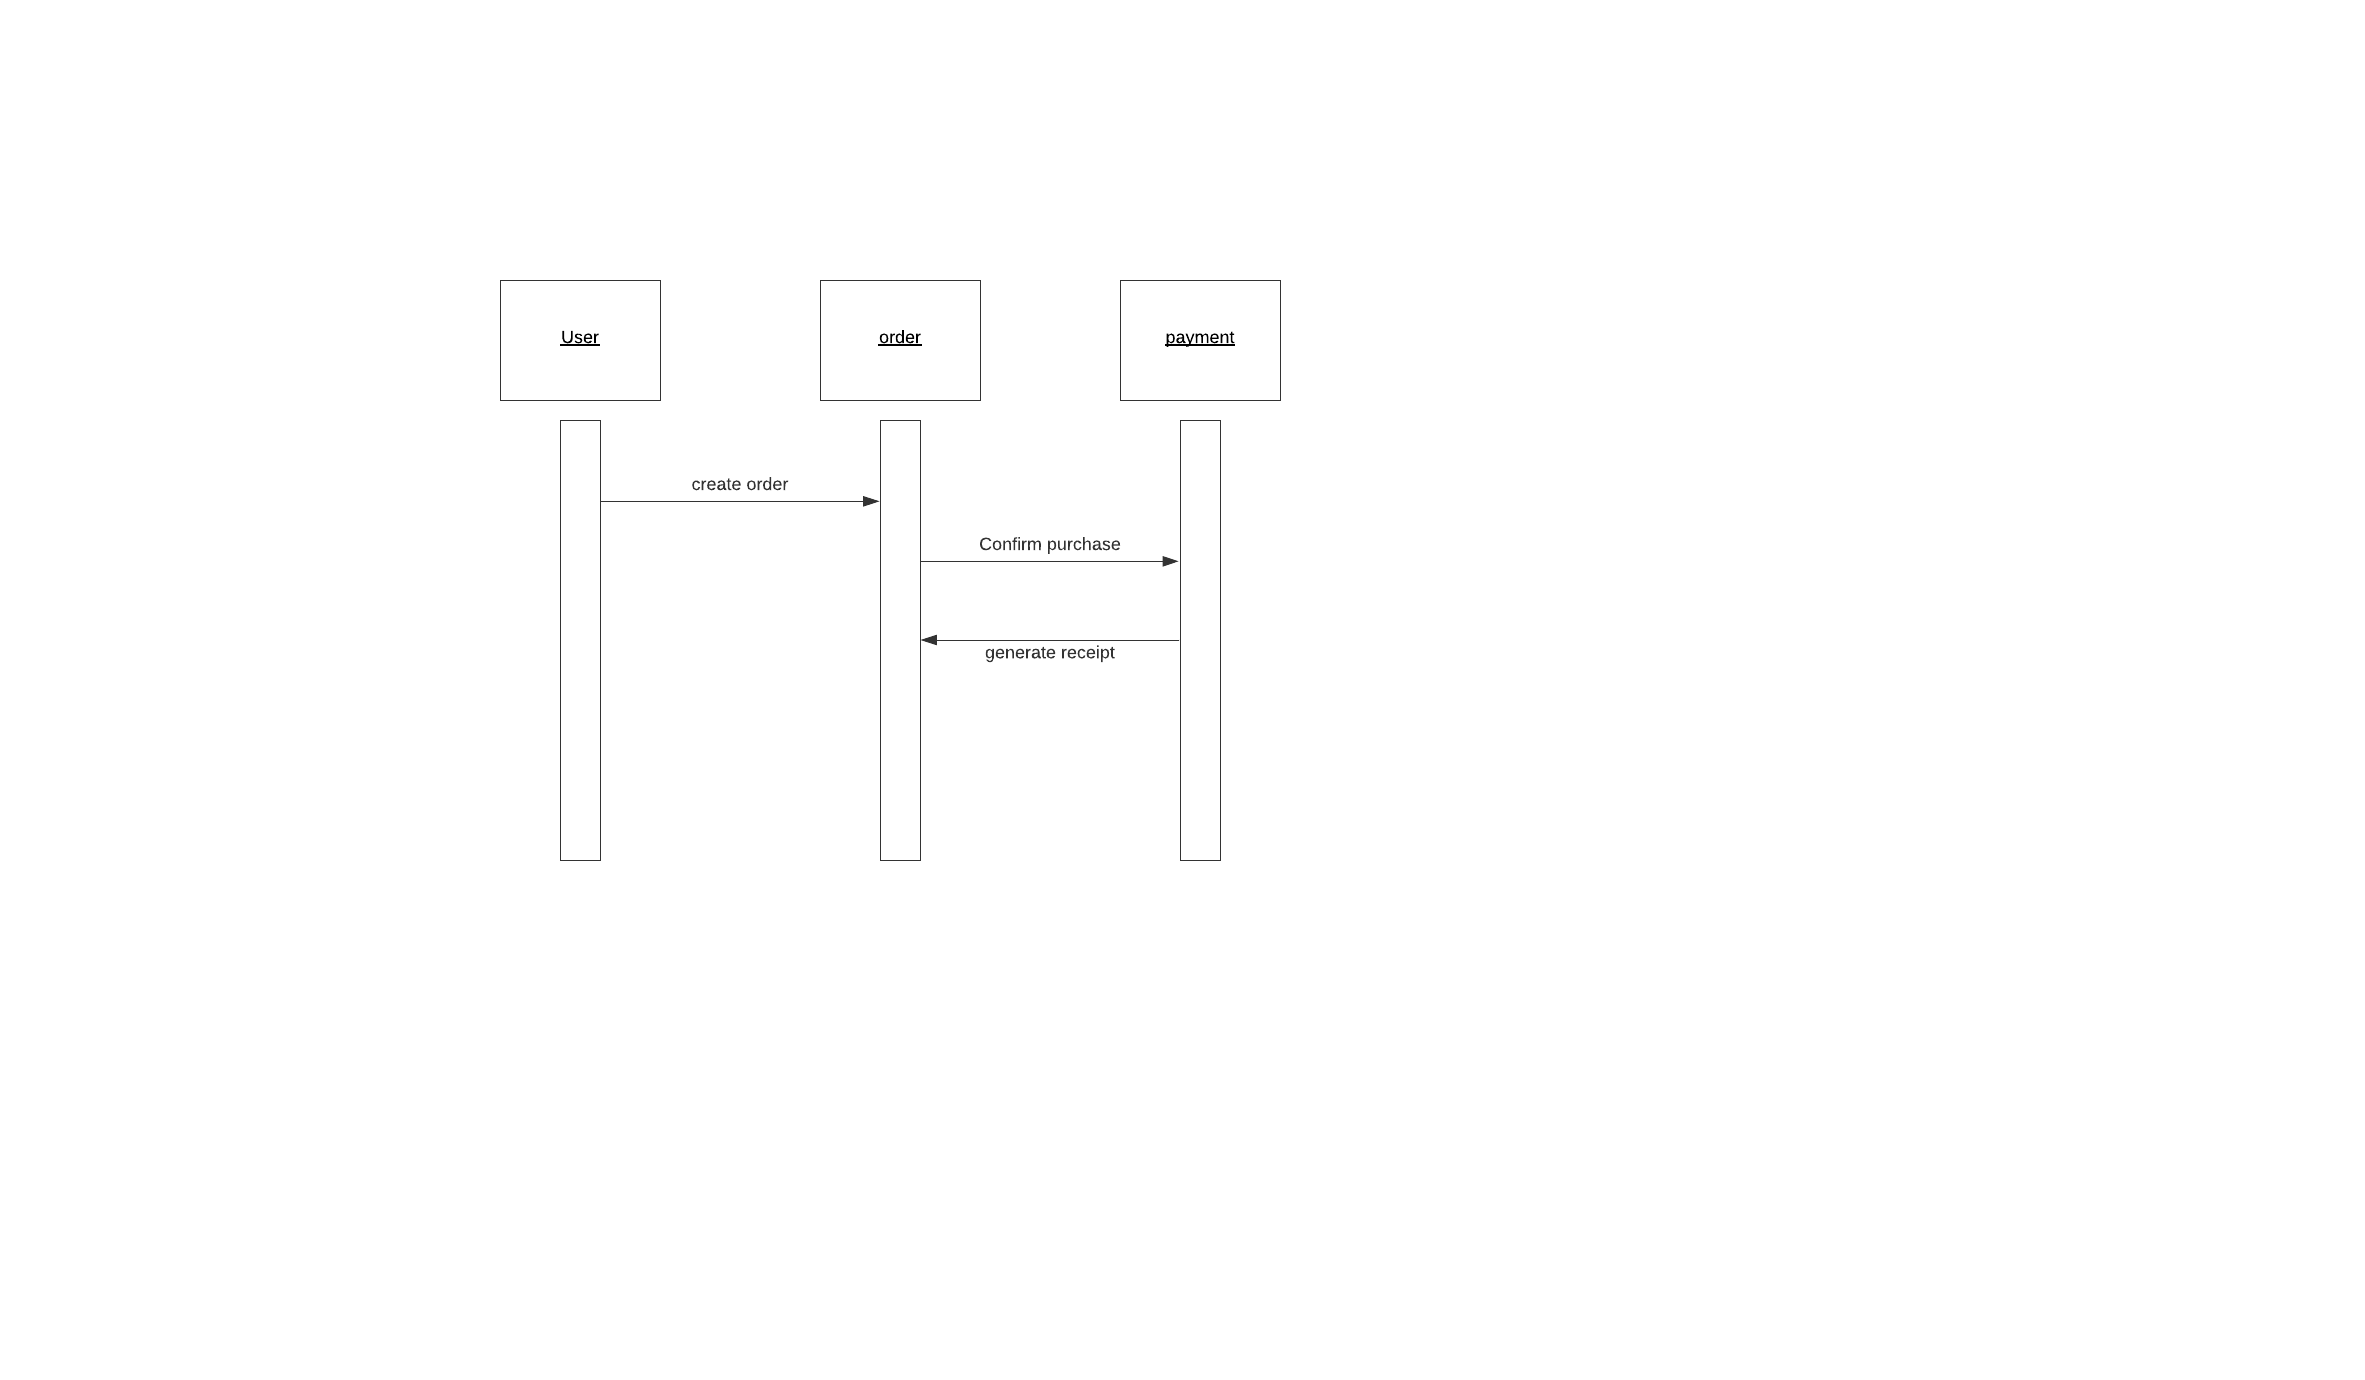 User
order
payment
create order
Confirm purchase
generate receipt